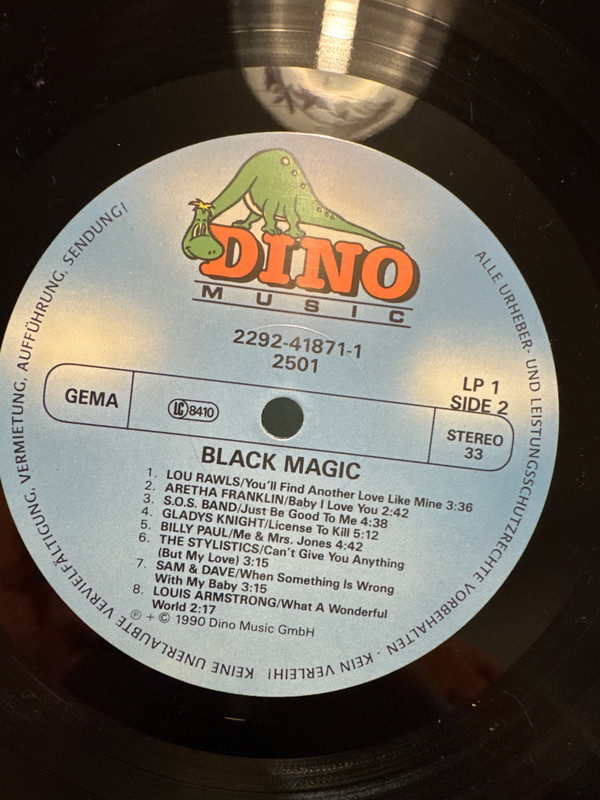 DINO
MUSIC
2292-41871-1
2501
LP 1
SIDE 2
GEMA
LC 8410
STEREO
33
BLACK MAGIC
1. LOU RAWLS/You'll Find Another Love Like Mine 3:36
2. ARETHA FRANKLIN/Baby I Love You 2:42
3. S.O.S. BAND/Just Be Good To Me 4:38
4. GLADYS KNIGHT/License To Kill 5:12
5. BILLY PAUL/Me & Mrs. Jones 4:42
6. THE STYLISTICS/Can't Give You Anything
(But My Love) 3:15
7. SAM & DAVE/When Something Is Wrong
With My Baby 3:15
8. LOUIS ARMSTRONG/What A Wonderful
World 2:17
℗ + © 1990 Dino Music GmbH
ALLE URHEBER- UND LEISTUNGSSCHUTZRECHTE VORBEHALTEN · KEIN VERLEIH! KEINE UNERLAUBTE VERVIELFÄLTIGUNG, VERMIETUNG, AUFFÜHRUNG, SENDUNG!